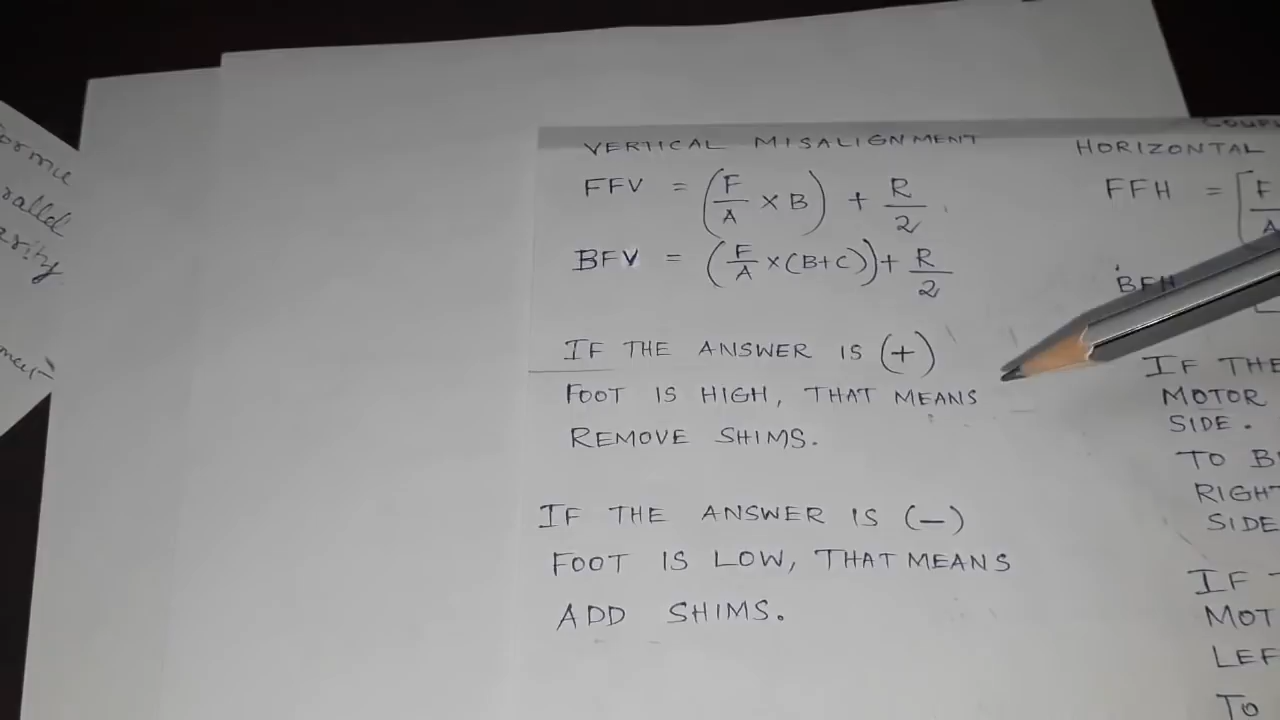 VERTICAL MISALIGNMENT
FFV = (F/A × B) + R/2
BFV = (F/A × (B+C)) + R/2
IF THE ANSWER IS (+)
FOOT IS HIGH, THAT MEANS
REMOVE SHIMS.
IF THE ANSWER IS (–)
FOOT IS LOW, THAT MEANS
ADD SHIMS.
HORIZONTAL
FFH = [F/A
BFH
IF THE
MOTOR
SIDE.
TO
RIGHT
SIDE
IF
TO